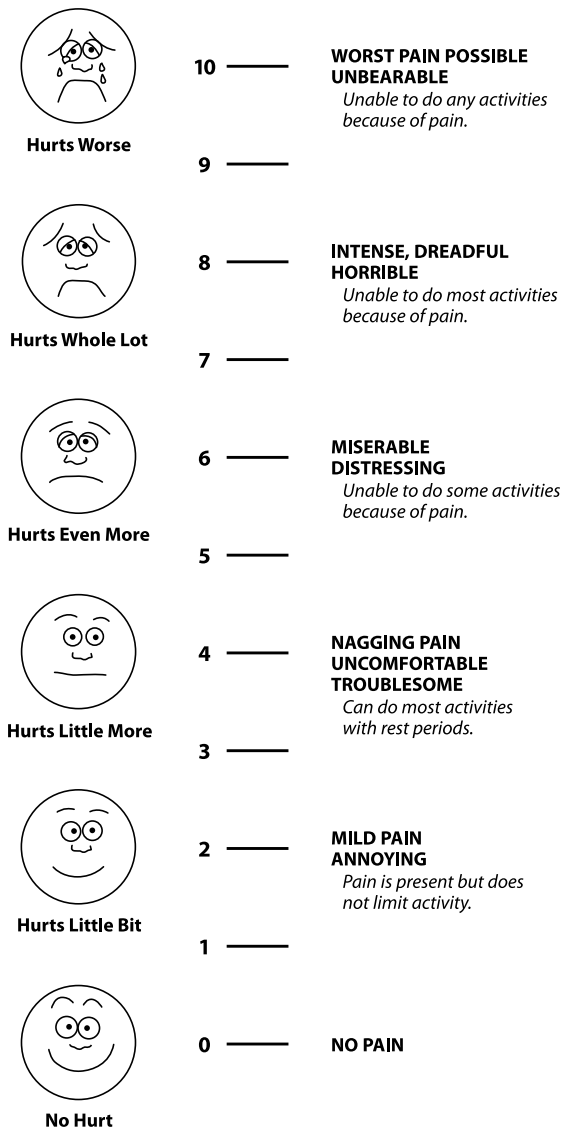 10
WORST PAIN POSSIBLE
UNBEARABLE
Unable to do any activities
because of pain.
Hurts Worse
9
8
INTENSE, DREADFUL
HORRIBLE
Unable to do most activities
because of pain.
Hurts Whole Lot
7
6
MISERABLE
DISTRESSING
Unable to do some activities
because of pain.
Hurts Even More
5
4
NAGGING PAIN
UNCOMFORTABLE
TROUBLESOME
Can do most activities
with rest periods.
Hurts Little More
3
2
MILD PAIN
ANNOYING
Pain is present but does
not limit activity.
Hurts Little Bit
1
0
NO PAIN
No Hurt